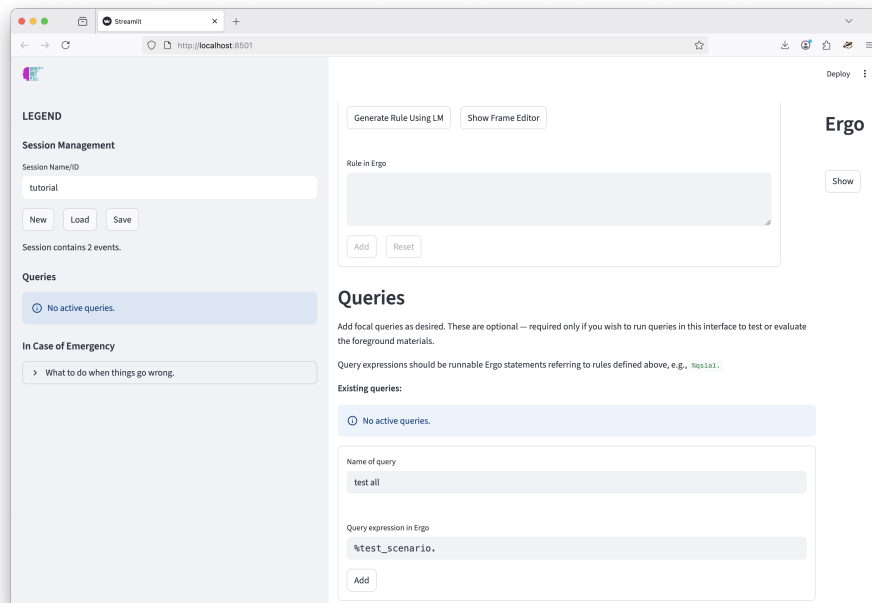 Streamlit
http://localhost:8501
Deploy
LEGEND
Session Management
Session Name/ID
tutorial
New
Load
Save
Session contains 2 events.
Queries
No active queries.
In Case of Emergency
What to do when things go wrong.
Generate Rule Using LM
Show Frame Editor
Rule in Ergo
Add
Reset
Queries
Add focal queries as desired. These are optional — required only if you wish to run queries in this interface to test or evaluate
the foreground materials.
Query expressions should be runnable Ergo statements referring to rules defined above, e.g., %qs1a1.
Existing queries:
No active queries.
Name of query
test all
Query expression in Ergo
%test_scenario.
Add
Ergo
Show